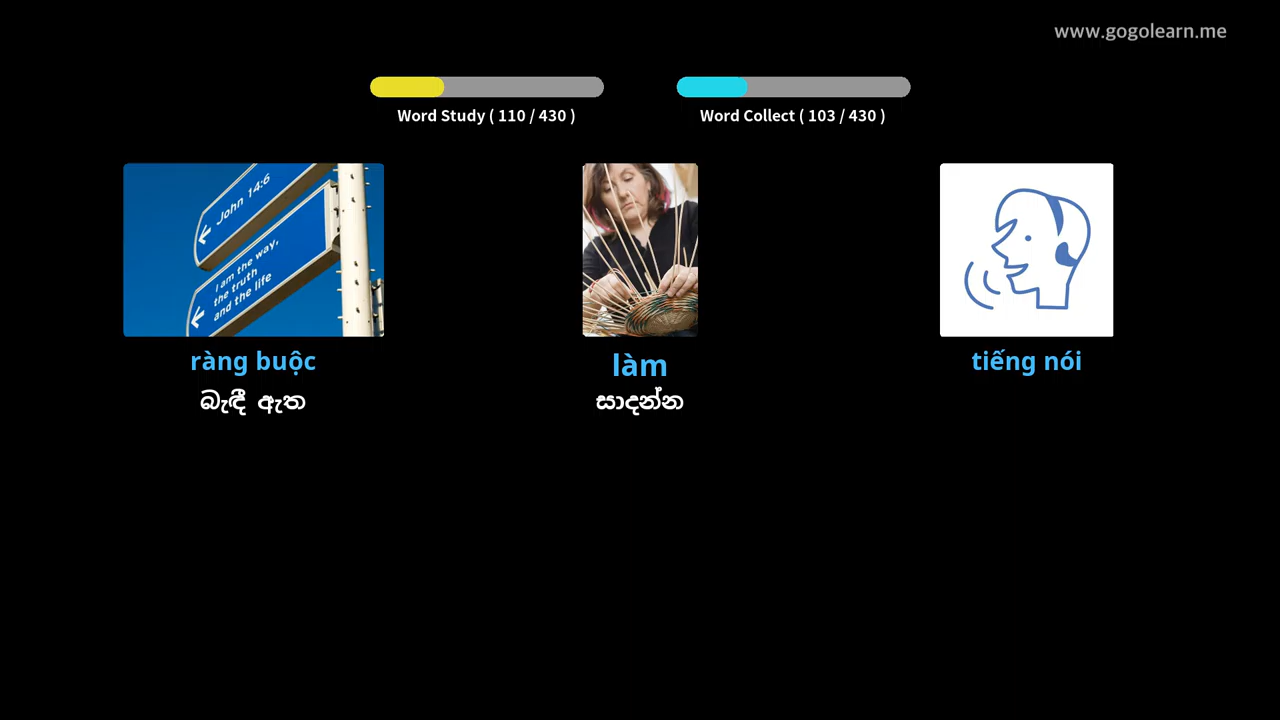 www.gogolearn.me
Word Study ( 110 / 430 )
Word Collect ( 103 / 430 )
John 14:6
I am the way,
the truth
and the life
ràng buộc
làm
tiếng nói
බැඳී ඇත
සාදන්න